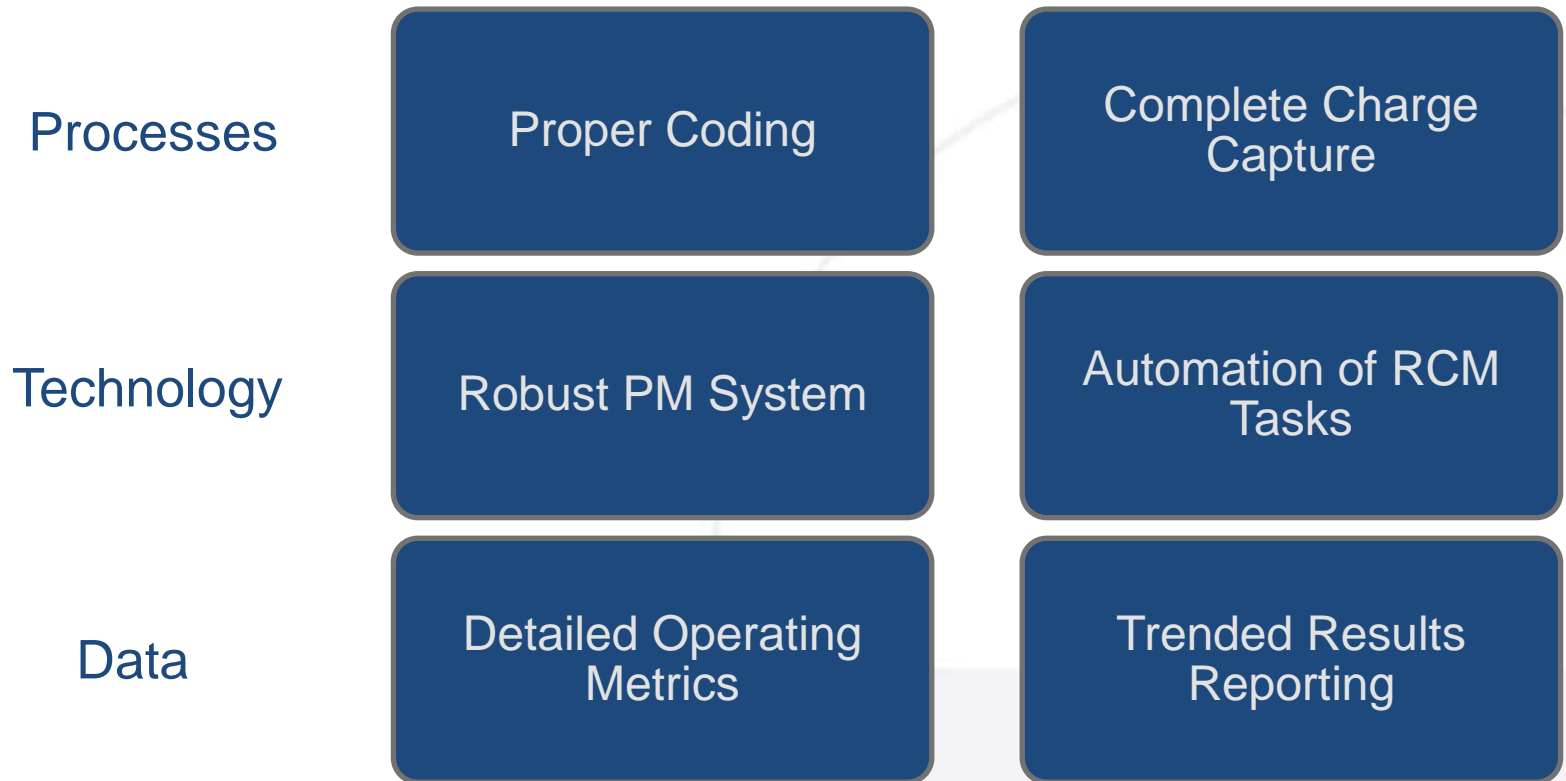 Processes
Proper Coding
Complete Charge
Capture
Technology
Robust PM System
Automation of RCM
Tasks
Data
Detailed Operating
Metrics
Trended Results
Reporting